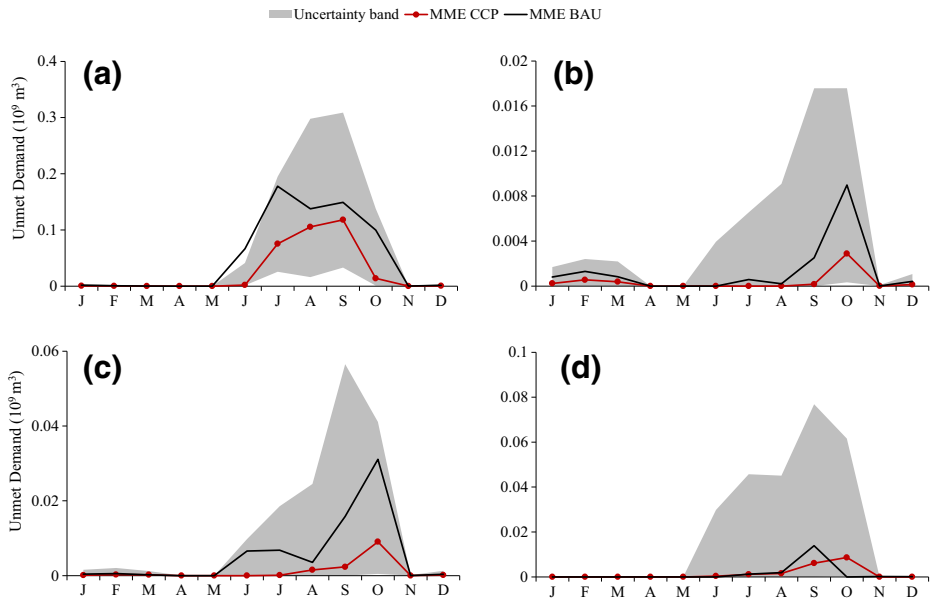 Uncertainty band MME CCP MME BAU
(a)
Unmet Demand (10⁹ m³)
0.4
0.3
0.2
0.1
0
J F M A M J J A S O N D
(b)
0.02
0.016
0.012
0.008
0.004
0
J F M A M J J A S O N D
(c)
Unmet Demand (10⁹ m³)
0.06
0.04
0.02
0
J F M A M J J A S O N D
(d)
0.1
0.08
0.06
0.04
0.02
0
J F M A M J J A S O N D